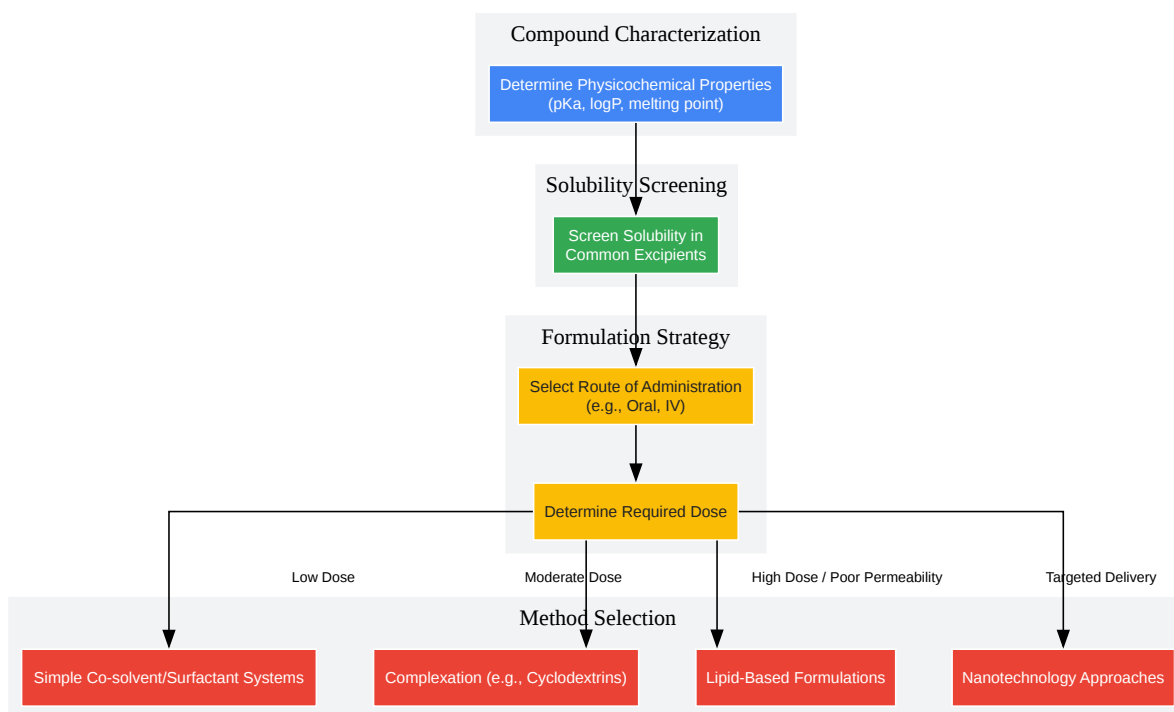 Compound Characterization
Determine Physicochemical Properties
(pKa, logP, melting point)
Solubility Screening
Screen Solubility in
Common Excipients
Formulation Strategy
Select Route of Administration
(e.g., Oral, IV)
Determine Required Dose
Low Dose
Moderate Dose
High Dose / Poor Permeability
Targeted Delivery
Method Selection
Simple Co-solvent/Surfactant Systems
Complexation (e.g., Cyclodextrins)
Lipid-Based Formulations
Nanotechnology Approaches